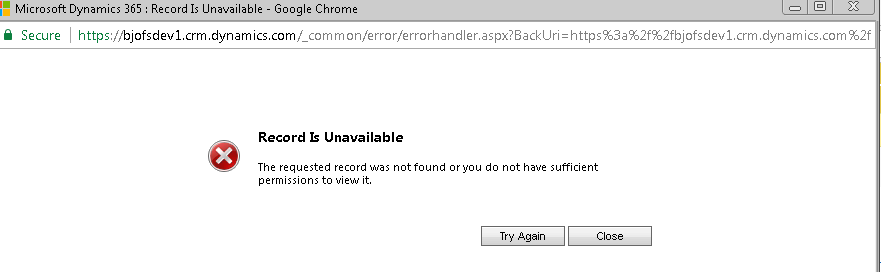 Microsoft Dynamics 365 : Record Is Unavailable - Google Chrome
Secure https://bjofsdev1.crm.dynamics.com/_common/error/errorhandler.aspx?BackUri=https%3a%2f%2fbjofsdev1.crm.dynamics.com%2f
Record Is Unavailable
The requested record was not found or you do not have sufficient
permissions to view it.
Try Again Close